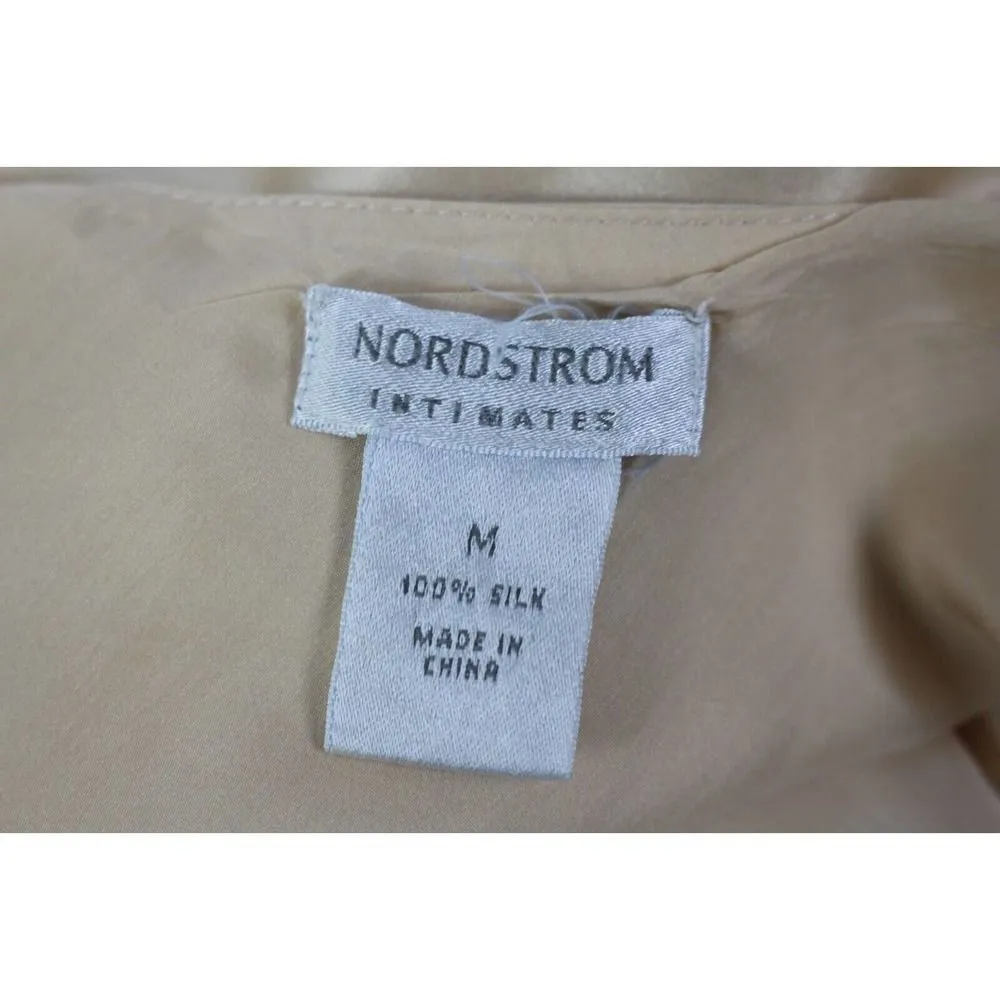 NORDSTROM
INTIMATES
M
100% SILK
MADE IN
CHINA